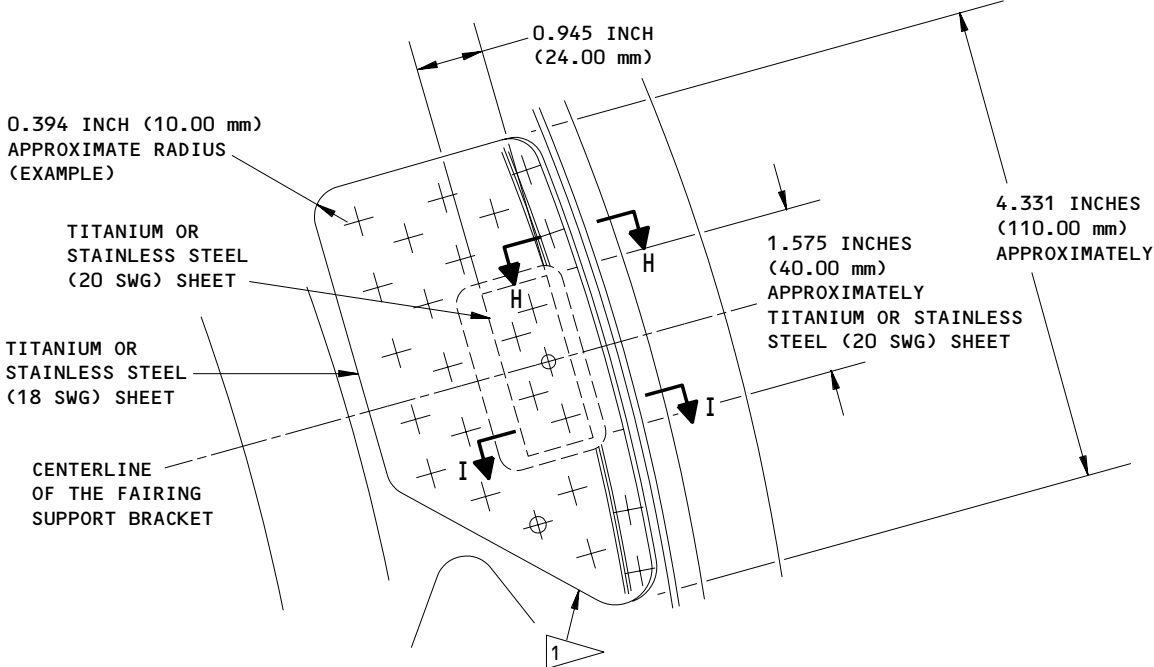 0.945 INCH
(24.00 mm)
0.394 INCH (10.00 mm)
APPROXIMATE RADIUS
(EXAMPLE)
4.331 INCHES
(110.00 mm)
APPROXIMATELY
TITANIUM OR
STAINLESS STEEL
(20 SWG) SHEET
1.575 INCHES
(40.00 mm)
APPROXIMATELY
TITANIUM OR STAINLESS
STEEL (20 SWG) SHEET
H
H
TITANIUM OR
STAINLESS STEEL
(18 SWG) SHEET
I
I
CENTERLINE
OF THE FAIRING
SUPPORT BRACKET
1